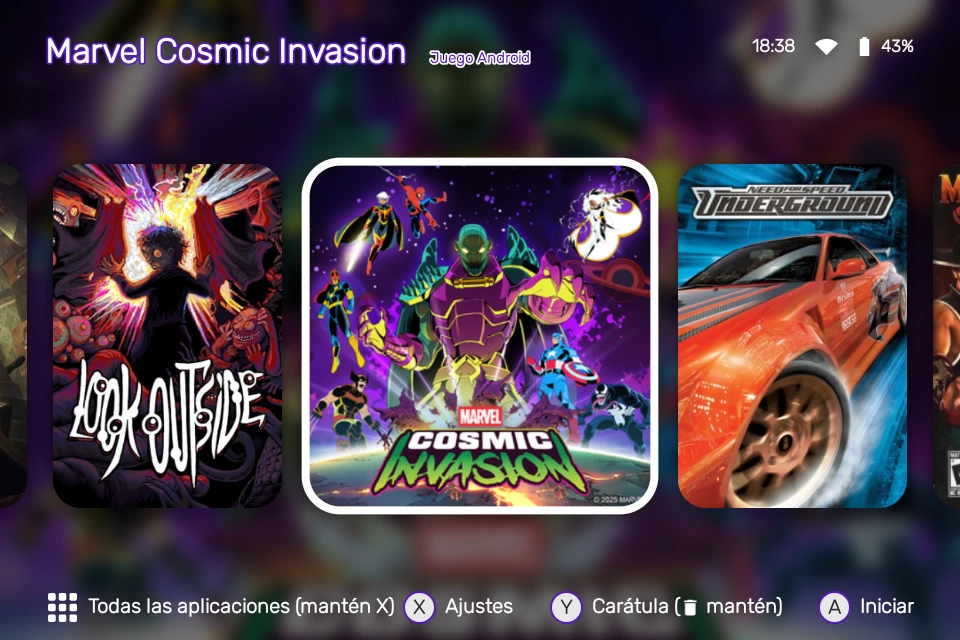 Marvel Cosmic Invasion Juego Android 18:38 43%
LOOK OUTSIDE
MARVEL
COSMIC
INVASION
© 2025 MARV
NEED FOR SPEED
UNDERGROUND
Todas las aplicaciones (mantén X) X Ajustes Y Carátula ( mantén) A Iniciar